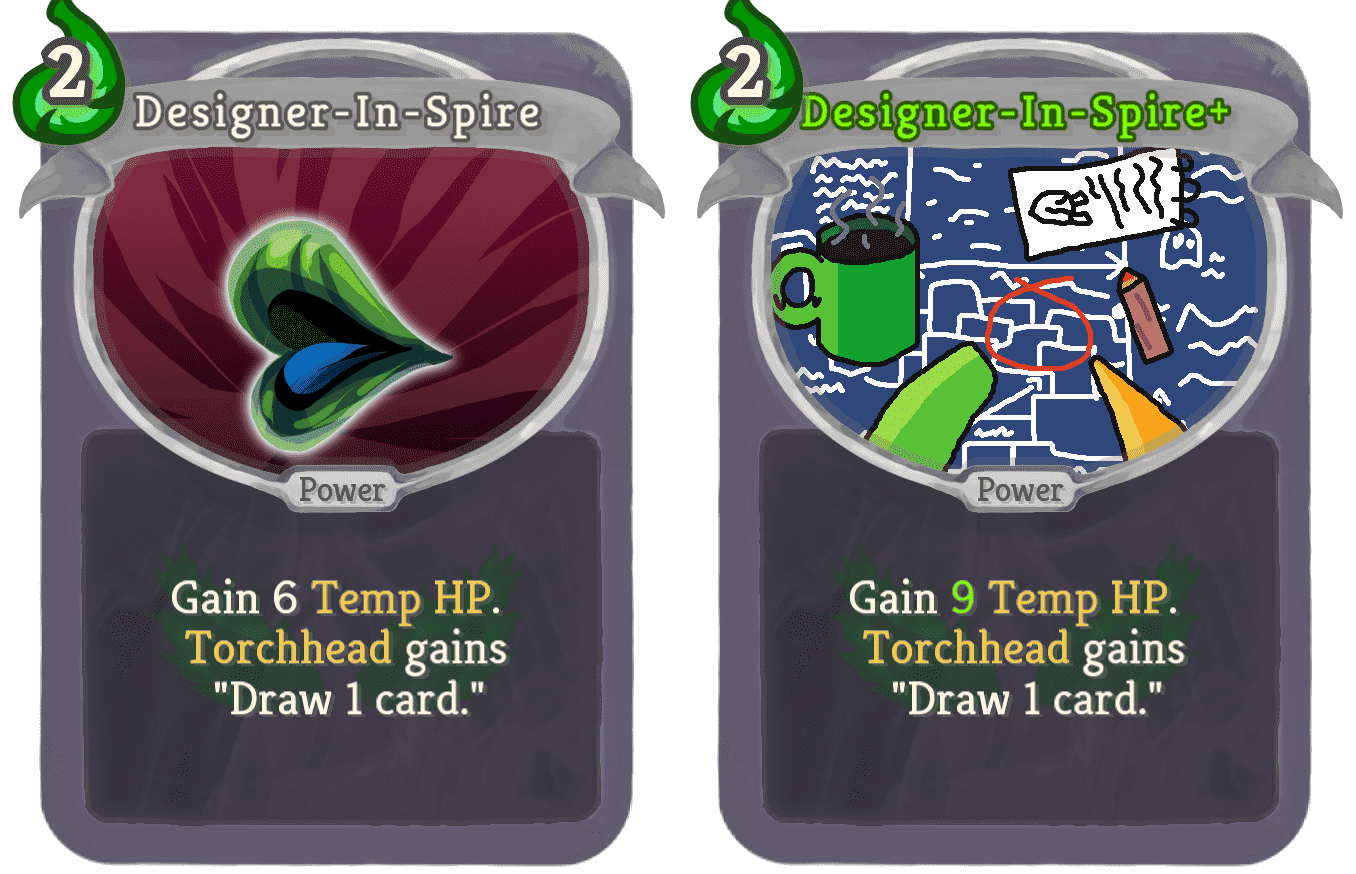 2
Designer-In-Spire
Power
Gain 6 Temp HP.
Torchhead gains
"Draw 1 card."
2
Designer-In-Spire+
Power
Gain 9 Temp HP.
Torchhead gains
"Draw 1 card."